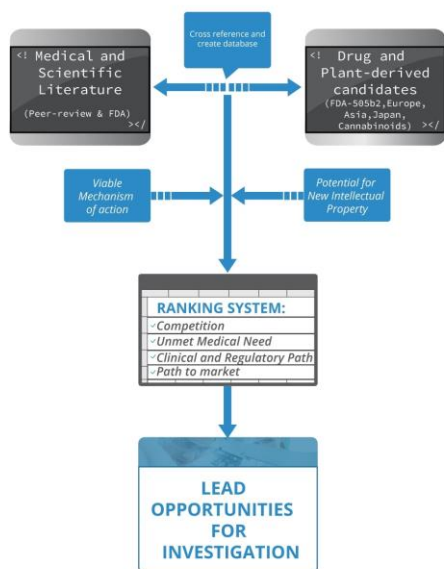 Cross reference and
create database
<!
Medical and
Scientific
Literature
(Peer-review & FDA)
></
<!
Drug and
Plant-derived
candidates
(FDA-505b2,Europe,
Asia,Japan,
Cannabinoids)
></
Viable
Mechanism
of action
Potential for
New Intellectual
Property
RANKING SYSTEM:
✓Competition
✓Unmet Medical Need
✓Clinical and Regulatory Path
✓Path to market
LEAD
OPPORTUNITIES
FOR
INVESTIGATION